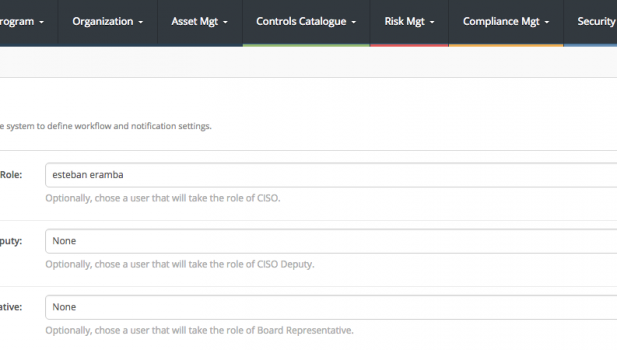 rogram Organization Asset Mgt Controls Catalogue Risk Mgt Compliance Mgt Security
e system to define workflow and notification settings.
Role: esteban eramba
Optionally, chose a user that will take the role of CISO.
puty: None
Optionally, chose a user that will take the role of CISO Deputy.
ative: None
Optionally, chose a user that will take the role of Board Representative.